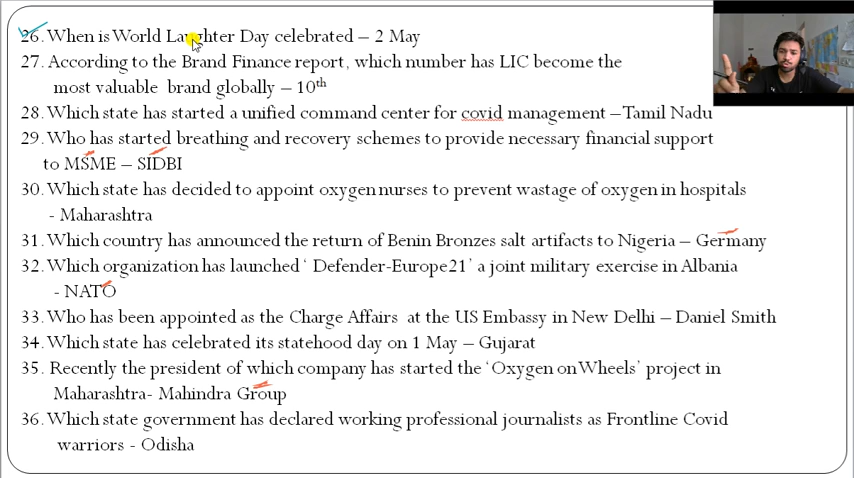 26. When is World Laughter Day celebrated – 2 May
27. According to the Brand Finance report, which number has LIC become the
most valuable brand globally – 10th
28. Which state has started a unified command center for covid management –Tamil Nadu
29. Who has started breathing and recovery schemes to provide necessary financial support
to MSME – SIDBI
30. Which state has decided to appoint oxygen nurses to prevent wastage of oxygen in hospitals
- Maharashtra
31. Which country has announced the return of Benin Bronzes salt artifacts to Nigeria – Germany
32. Which organization has launched ‘ Defender-Europe21’ a joint military exercise in Albania
- NATO
33. Who has been appointed as the Charge Affairs at the US Embassy in New Delhi – Daniel Smith
34. Which state has celebrated its statehood day on 1 May – Gujarat
35. Recently the president of which company has started the ‘Oxygen on Wheels’ project in
Maharashtra- Mahindra Group
36. Which state government has declared working professional journalists as Frontline Covid
warriors - Odisha